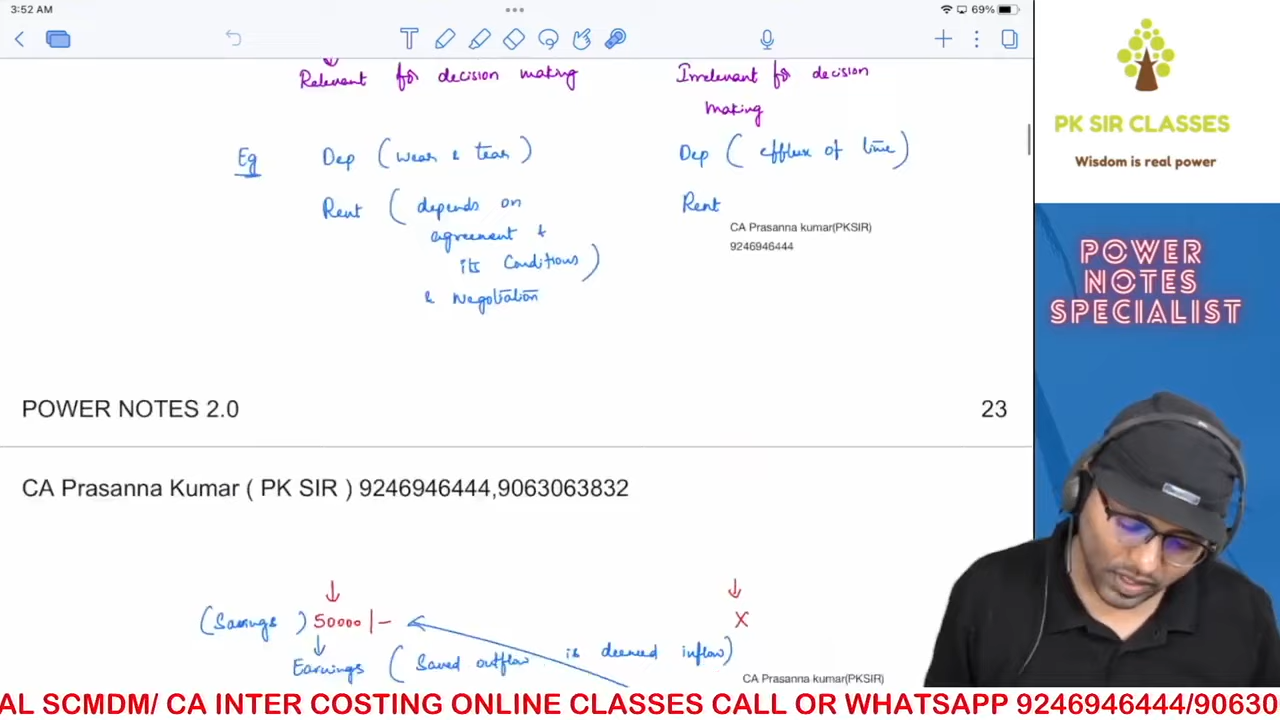 3:52 AM
69%
Relevant for decision making
Irrelevant for decision
making
Eg
Dep (wear & tear)
Dep (efflux of time)
Rent (depends on
agreement &
its Conditions)
& Negotiation
Rent
CA Prasanna kumar(PKSIR)
9246946444
POWER NOTES 2.0
23
CA Prasanna Kumar ( PK SIR ) 9246946444,9063063832
(Savings) 50000/-
X
Earnings (Saved outflow is deemed inflow)
CA Prasanna kumar(PKSIR)
PK SIR CLASSES
Wisdom is real power
POWER
NOTES
SPECIALIST
AL SCMDM/ CA INTER COSTING ONLINE CLASSES CALL OR WHATSAPP 9246946444/90630